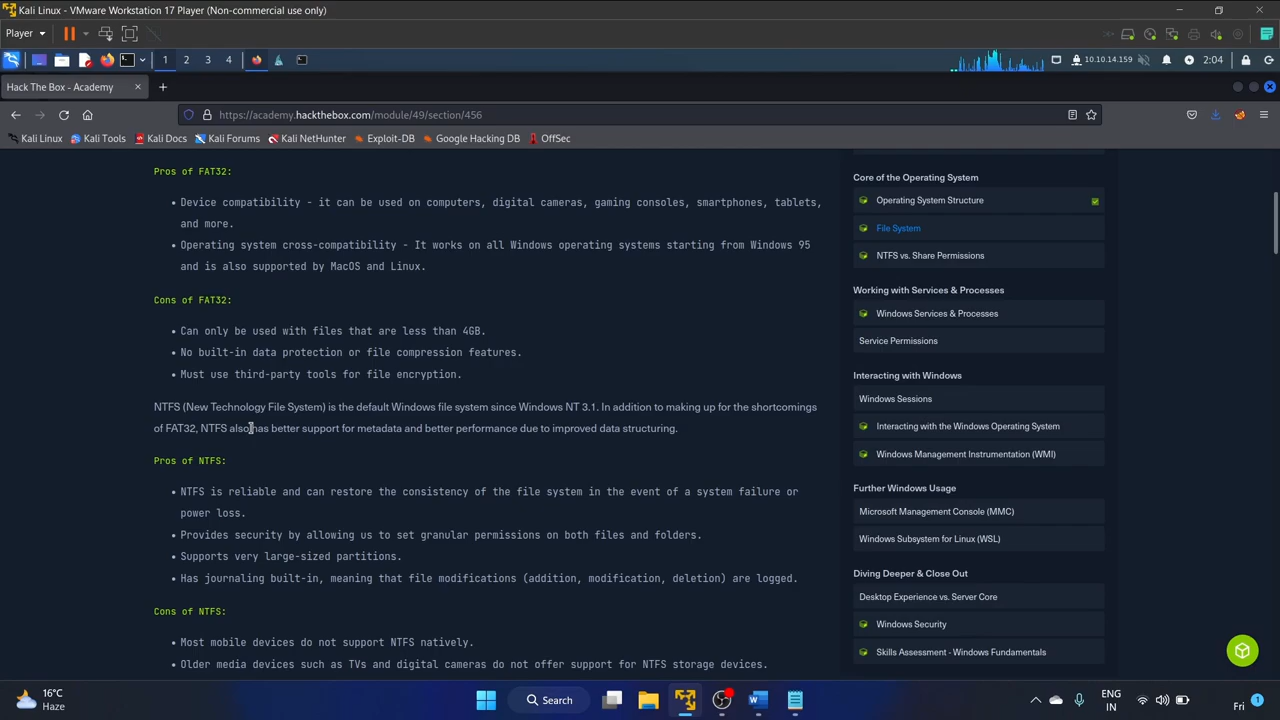 Kali Linux - VMware Workstation 17 Player (Non-commercial use only)
Player
1 2 3 4
10.10.14.159 2:04
Hack The Box - Academy
https://academy.hackthebox.com/module/49/section/456
Kali Linux Kali Tools Kali Docs Kali Forums Kali NetHunter Exploit-DB Google Hacking DB OffSec
Pros of FAT32:
• Device compatibility - it can be used on computers, digital cameras, gaming consoles, smartphones, tablets,
and more.
• Operating system cross-compatibility - It works on all Windows operating systems starting from Windows 95
and is also supported by MacOS and Linux.
Cons of FAT32:
• Can only be used with files that are less than 4GB.
• No built-in data protection or file compression features.
• Must use third-party tools for file encryption.
NTFS (New Technology File System) is the default Windows file system since Windows NT 3.1. In addition to making up for the shortcomings
of FAT32, NTFS also has better support for metadata and better performance due to improved data structuring.
Pros of NTFS:
• NTFS is reliable and can restore the consistency of the file system in the event of a system failure or
power loss.
• Provides security by allowing us to set granular permissions on both files and folders.
• Supports very large-sized partitions.
• Has journaling built-in, meaning that file modifications (addition, modification, deletion) are logged.
Cons of NTFS:
• Most mobile devices do not support NTFS natively.
• Older media devices such as TVs and digital cameras do not offer support for NTFS storage devices.
Core of the Operating System
Operating System Structure
File System
NTFS vs. Share Permissions
Working with Services & Processes
Windows Services & Processes
Service Permissions
Interacting with Windows
Windows Sessions
Interacting with the Windows Operating System
Windows Management Instrumentation (WMI)
Further Windows Usage
Microsoft Management Console (MMC)
Windows Subsystem for Linux (WSL)
Diving Deeper & Close Out
Desktop Experience vs. Server Core
Windows Security
Skills Assessment - Windows Fundamentals
16°C
Haze
Search
ENG
IN
Fri
1